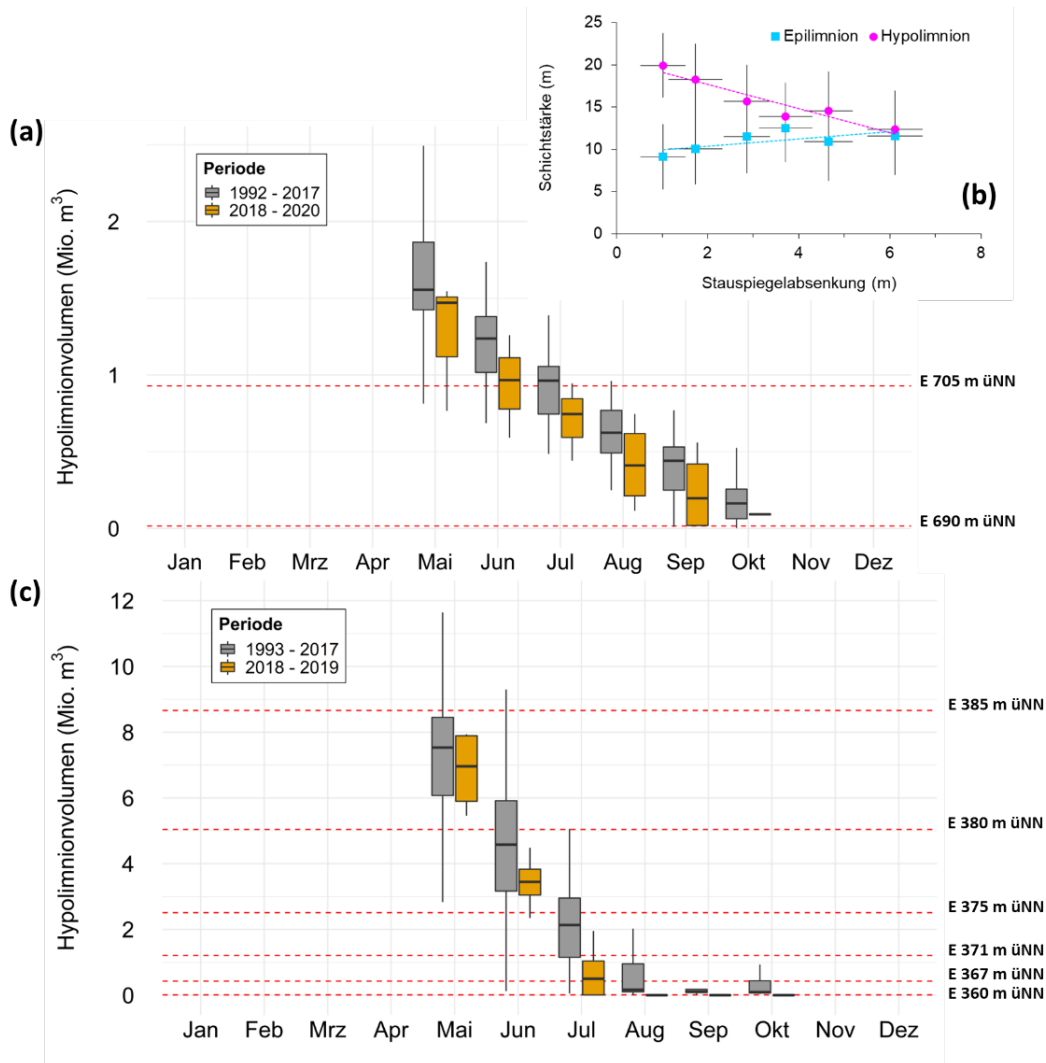 (a)
Periode
1992 - 2017
2018 - 2020
Hypolimnionvolumen (Mio. m³)
2
1
0
E 705 m üNN
E 690 m üNN
Jan Feb Mrz Apr Mai Jun Jul Aug Sep Okt Nov Dez
(b)
Epilimnion Hypolimnion
Schichtstärke (m)
25
20
15
10
5
0
0 2 4 6 8
Stauspiegelabsenkung (m)
(c)
Periode
1993 - 2017
2018 - 2019
Hypolimnionvolumen (Mio. m³)
12
10
8
6
4
2
0
E 385 m üNN
E 380 m üNN
E 375 m üNN
E 371 m üNN
E 367 m üNN
E 360 m üNN
Jan Feb Mrz Apr Mai Jun Jul Aug Sep Okt Nov Dez